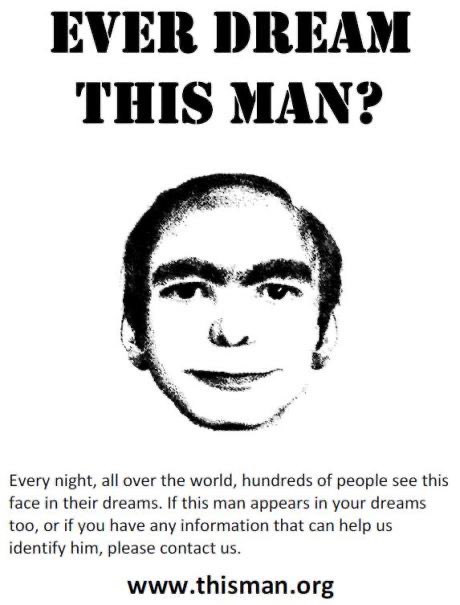 EVER DREAM
THIS MAN?
Every night, all over the world, hundreds of people see this
face in their dreams. If this man appears in your dreams
too, or if you have any information that can help us
identify him, please contact us.
www.thisman.org